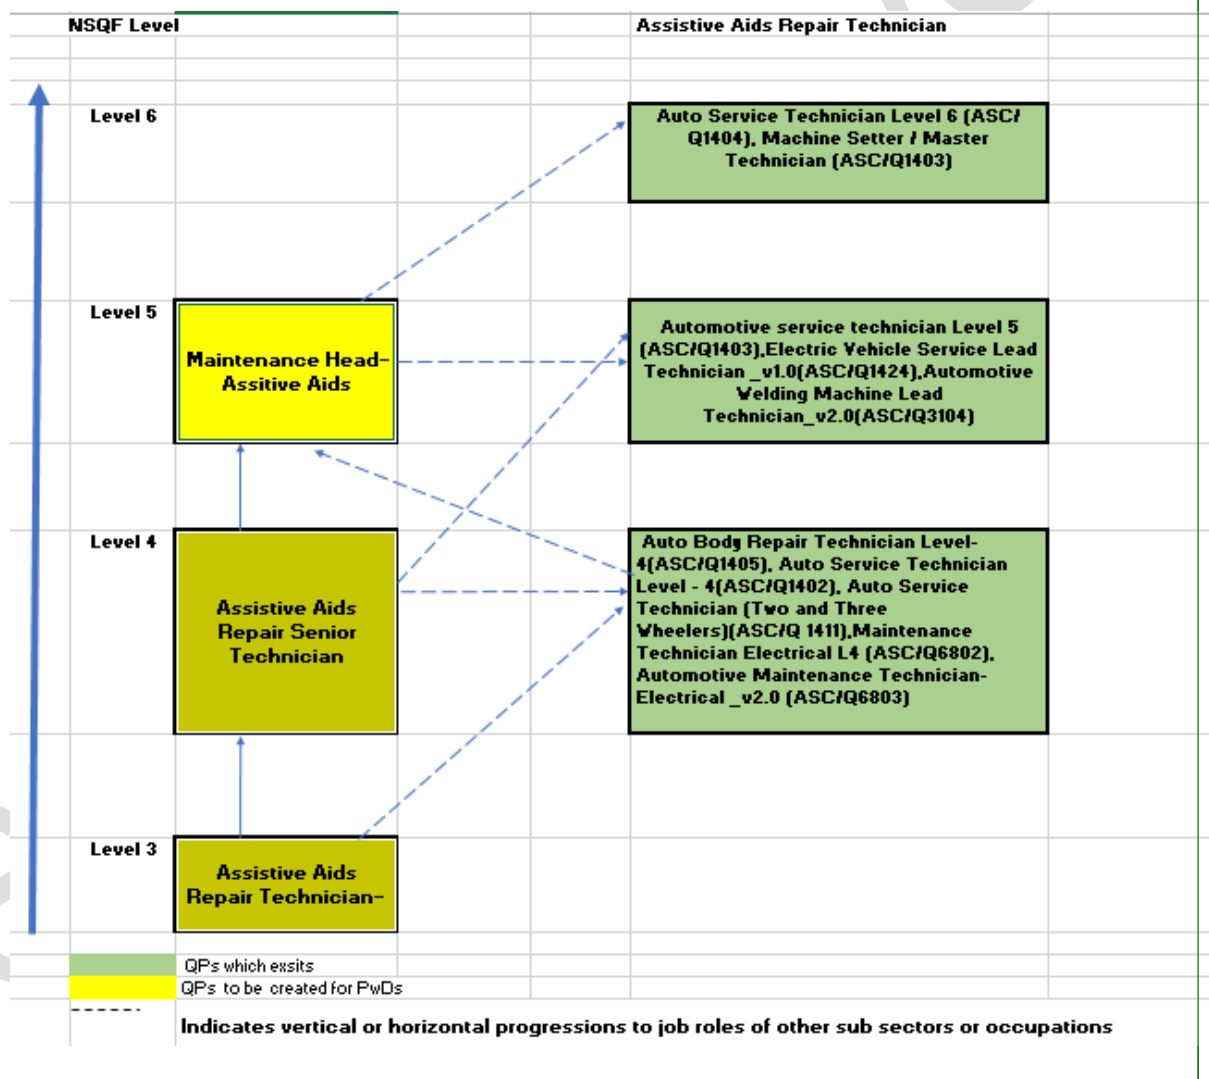 NSQF Level
Assistive Aids Repair Technician
Level 6
Auto Service Technician Level 6 (ASC/
Q1404), Machine Setter / Master
Technician (ASC/Q1403)
Level 5
Maintenance Head-
Assitive Aids
Automotive service technician Level 5
(ASC/Q1403),Electric Vehicle Service Lead
Technician _v1.0(ASC/Q1424),Automotive
Welding Machine Lead
Technician_v2.0(ASC/Q3104)
Level 4
Assistive Aids
Repair Senior
Technician
Auto Body Repair Technician Level-
4(ASC/Q1405), Auto Service Technician
Level - 4(ASC/Q1402), Auto Service
Technician (Two and Three
Wheelers)(ASC/Q 1411),Maintenance
Technician Electrical L4 (ASC/Q6802),
Automotive Maintenance Technician-
Electrical _v2.0 (ASC/Q6803)
Level 3
Assistive Aids
Repair Technician-
QPs which exsits
QPs to be created for PwDs
Indicates vertical or horizontal progressions to job roles of other sub sectors or occupations